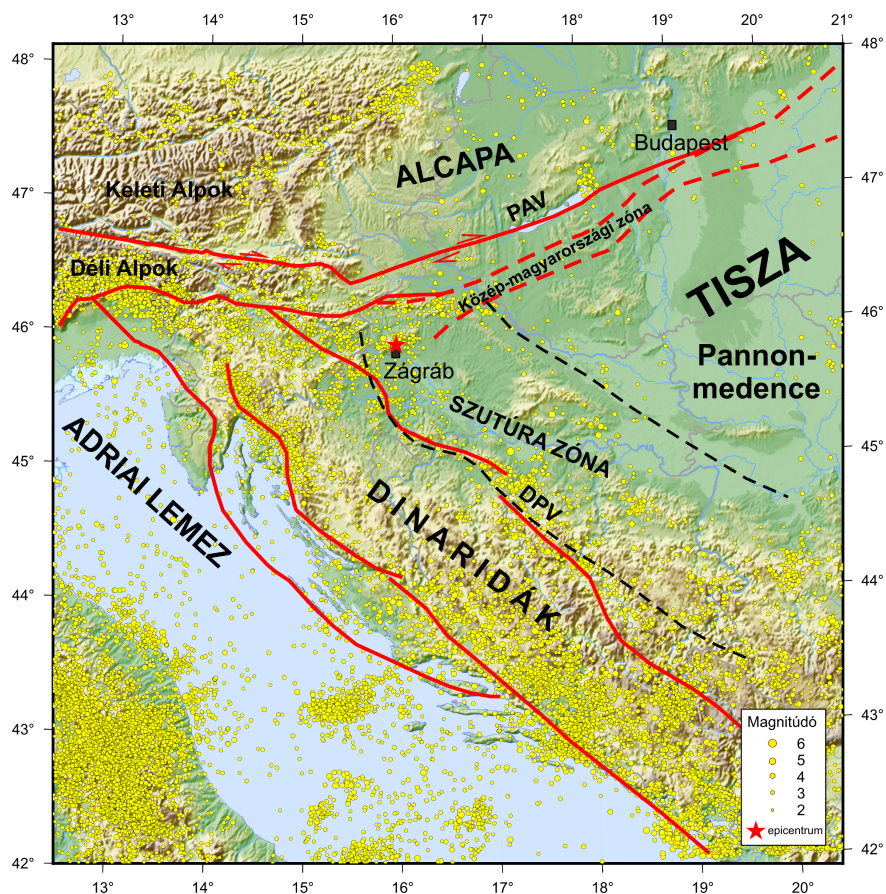 13° 14° 15° 16° 17° 18° 19° 20° 21°
48° 48°
Budapest
ALCAPA
Keleti Alpok
47° 47°
PAV
Közép-magyarországi zóna
Déli Alpok
TISZA
46° 46°
Pannon-
medence
Zágráb
SZUTÚRA ZÓNA
45° 45°
ADRIAI LEMEZ
DPV
DINARIDÁK
44° 44°
43° 43°
Magnitúdó
6
5
4
3
2
epicentrum
42° 42°
13° 14° 15° 16° 17° 18° 19° 20°